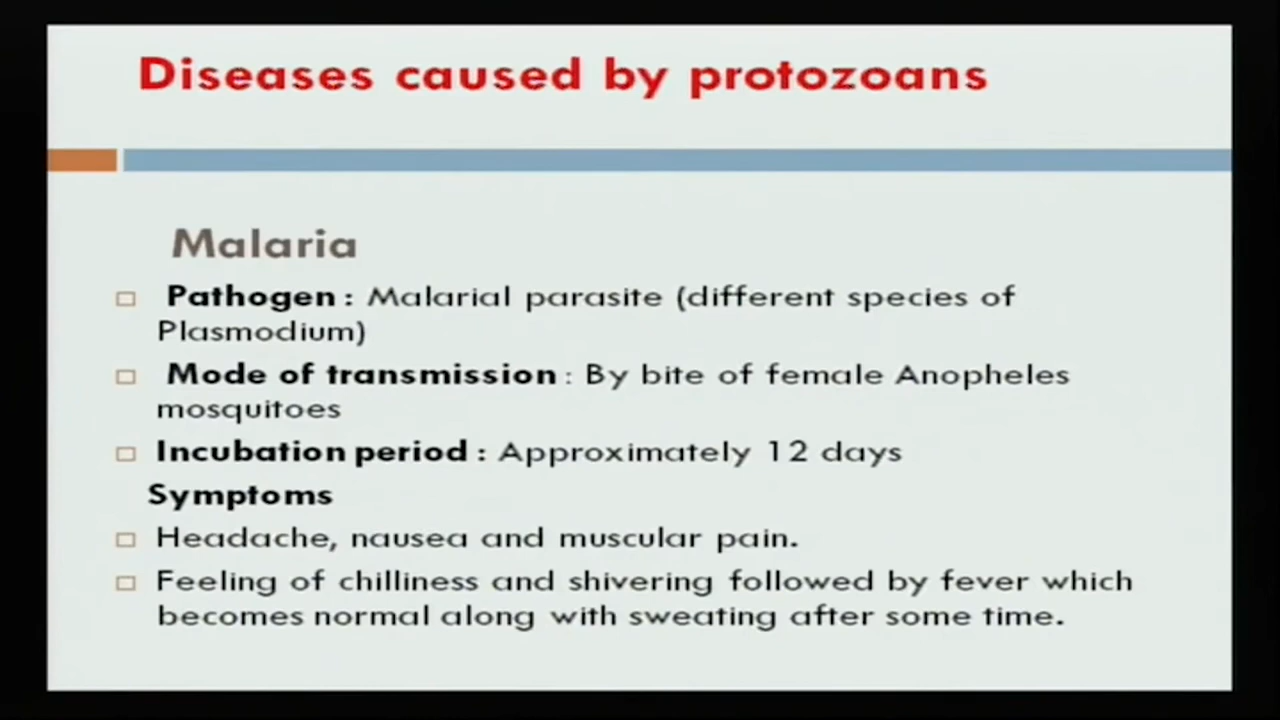 Diseases caused by protozoans
Malaria
Pathogen : Malarial parasite (different species of
Plasmodium)
Mode of transmission : By bite of female Anopheles
mosquitoes
Incubation period : Approximately 12 days
Symptoms
Headache, nausea and muscular pain.
Feeling of chilliness and shivering followed by fever which
becomes normal along with sweating after some time.